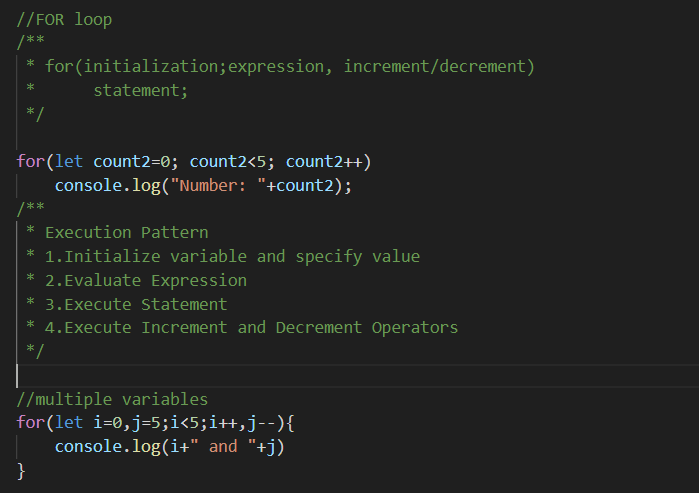 //FOR loop
/**
 * for(initialization;expression, increment/decrement)
 *      statement;
 */
for(let count2=0; count2<5; count2++)
    console.log("Number: "+count2);
/**
 * Execution Pattern
 * 1.Initialize variable and specify value
 * 2.Evaluate Expression
 * 3.Execute Statement
 * 4.Execute Increment and Decrement Operators
 */
//multiple variables
for(let i=0,j=5;i<5;i++,j--){
    console.log(i+" and "+j)
}